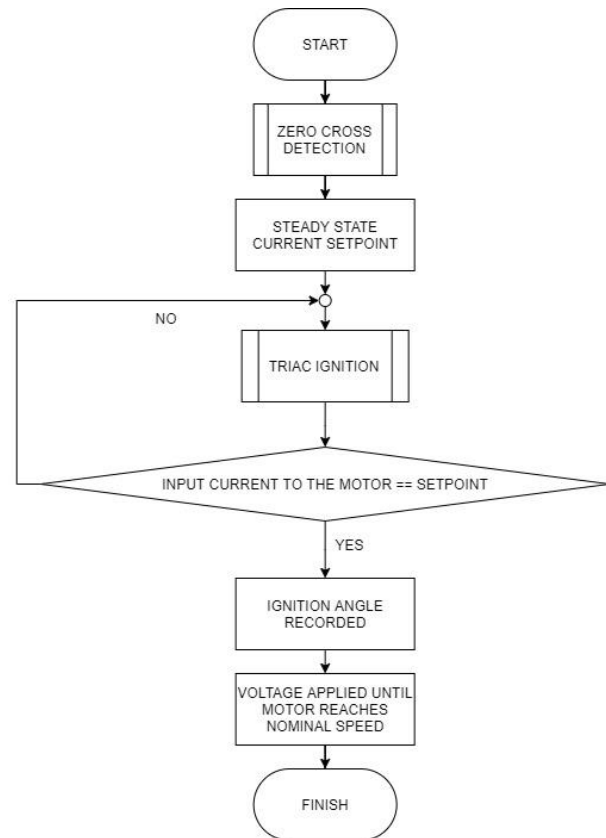 START
ZERO CROSS
DETECTION
STEADY STATE
CURRENT SETPOINT
NO
TRIAC IGNITION
INPUT CURRENT TO THE MOTOR == SETPOINT
YES
IGNITION ANGLE
RECORDED
VOLTAGE APPLIED UNTIL
MOTOR REACHES
NOMINAL SPEED
FINISH